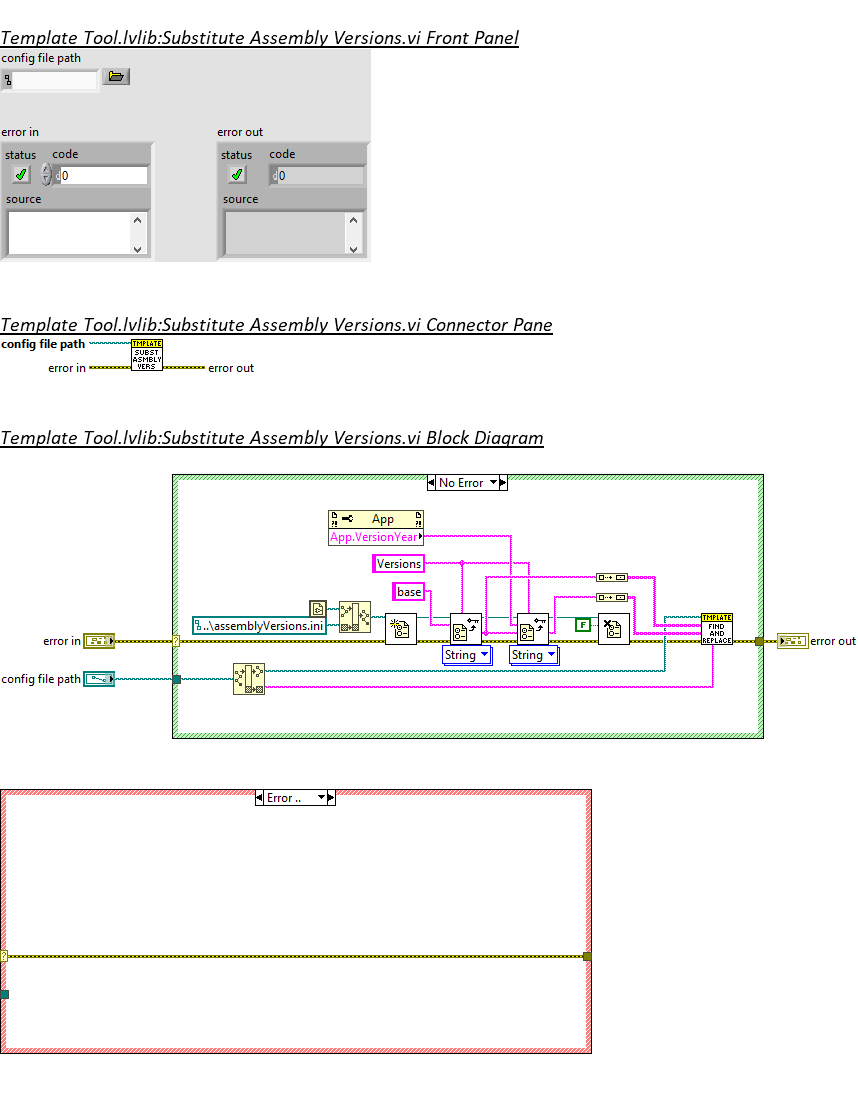 Template Tool.lvlib:Substitute Assembly Versions.vi Front Panel
config file path
error in
error out
status code
status code
d 0
d 0
source
source
Template Tool.lvlib:Substitute Assembly Versions.vi Connector Pane
config file path
TMPLATE
SUBST
ASMBLY
VERS
error in
error out
Template Tool.lvlib:Substitute Assembly Versions.vi Block Diagram
No Error
App
App.VersionYear
Versions
base
..\assemblyVersions.ini
TMPLATE
FIND
AND
REPLACE
F
error in
?
error out
String
String
config file path
Error ..
?